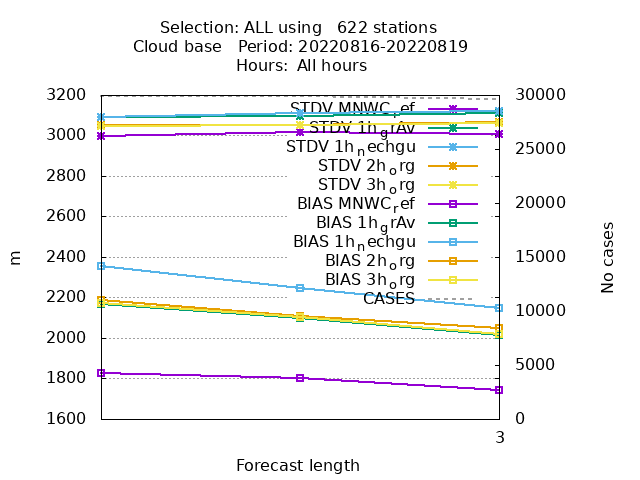 Selection: ALL using   622 stations
Cloud base   Period: 20220816-20220819
Hours:  All hours
3200
3000
2800
2600
2400
2200
2000
1800
1600
30000
25000
20000
15000
10000
5000
0
STDV MNWC_ref
STDV 1h_grAv
STDV 1h_nechgu
STDV 2h_org
STDV 3h_org
BIAS MNWC_ref
BIAS 1h_grAv
BIAS 1h_nechgu
BIAS 2h_org
BIAS 3h_org
CASES
m
No cases
3
Forecast length